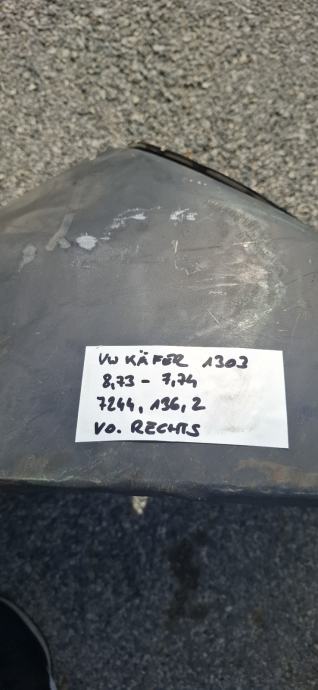 VW KÄFER 1303
8,73 - 7,74
7244, 136, 2
VO. RECHTS